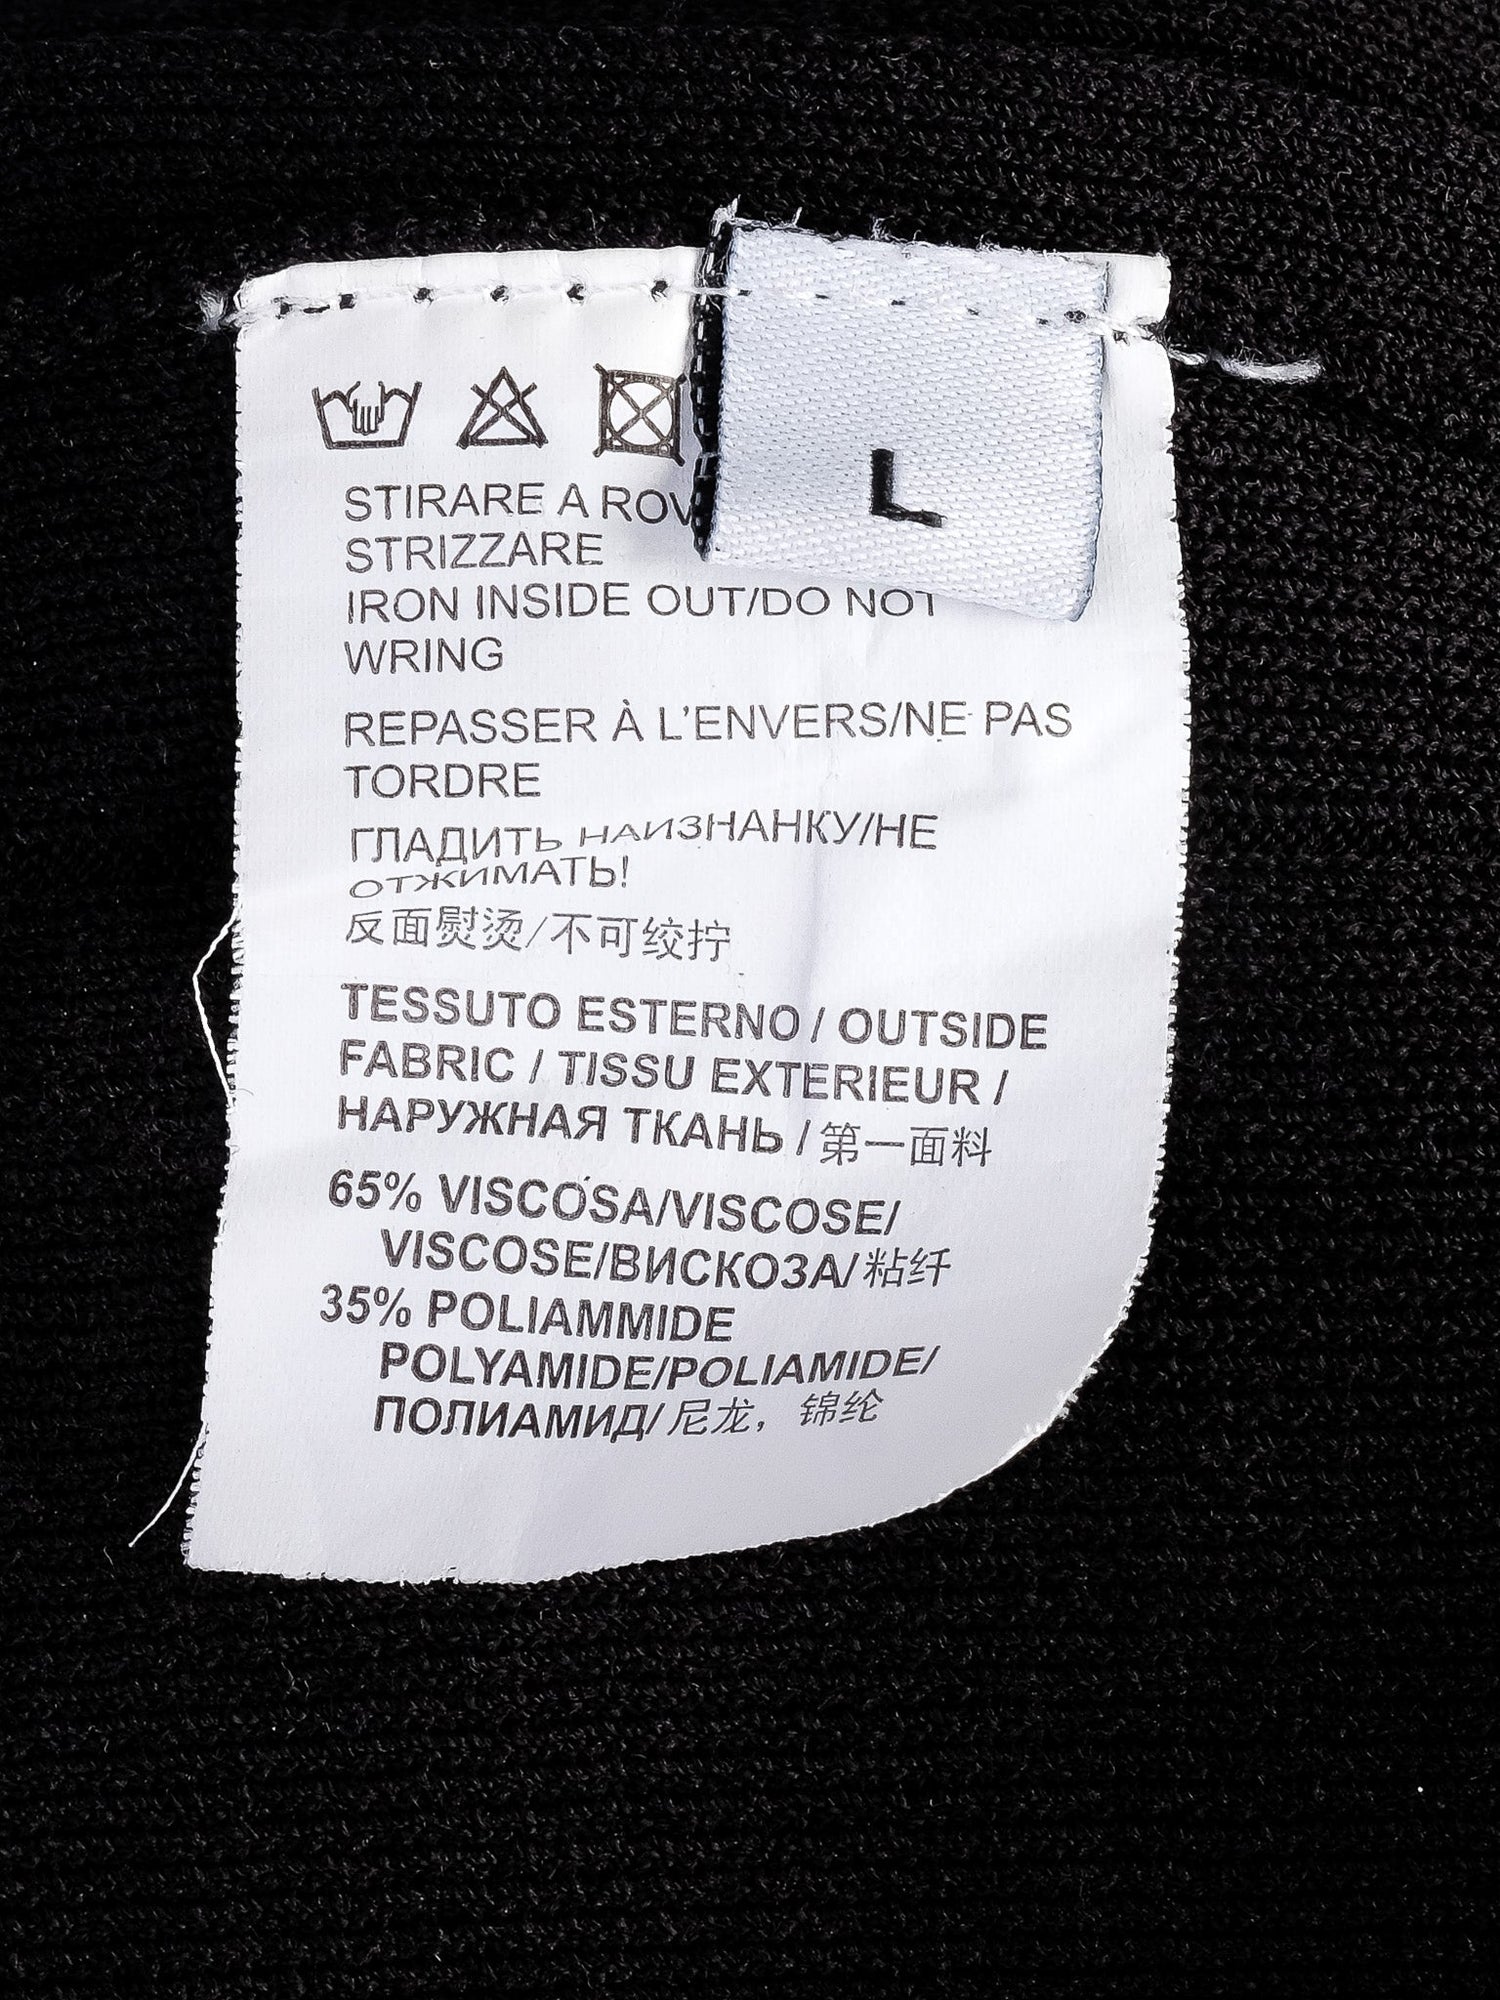 L
STIRARE A
STRIZZARE
IRON INSIDE OUT/DO NOT
WRING
REPASSER À L'ENVERS/NE PAS
TORDRE
ГЛАДИТЬ НАИЗНАНКУ/НЕ
ОТЖИМАТЬ!
反面熨烫/不可绞拧
TESSUTO ESTERNO / OUTSIDE
FABRIC / TISSU EXTERIEUR /
НАРУЖНАЯ ТКАНЬ / 第一面料
65% VISCOSA/VISCOSE/
VISCOSE/ВИСКОЗА/粘纤
35% POLIAMMIDE
POLYAMIDE/POLIAMIDE/
ПОЛИАМИД/尼龙，锦纶